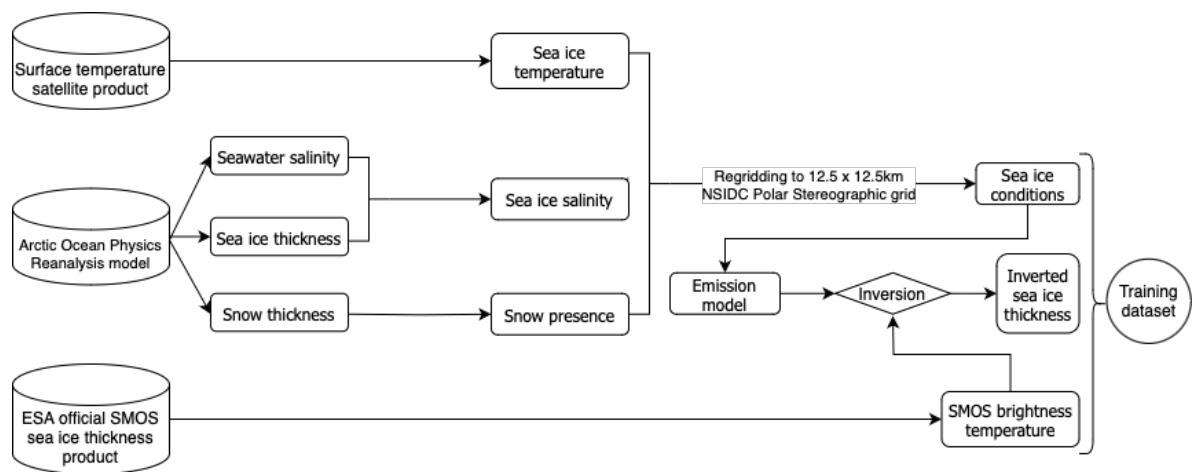 Surface temperature
satellite product
Sea ice
temperature
Seawater salinity
Arctic Ocean Physics
Reanalysis model
Sea ice thickness
Sea ice salinity
Snow thickness
Snow presence
Regridding to 12.5 x 12.5km
NSIDC Polar Stereographic grid
Sea ice
conditions
Emission
model
Inversion
Inverted
sea ice
thickness
Training
dataset
ESA official SMOS
sea ice thickness
product
SMOS brightness
temperature